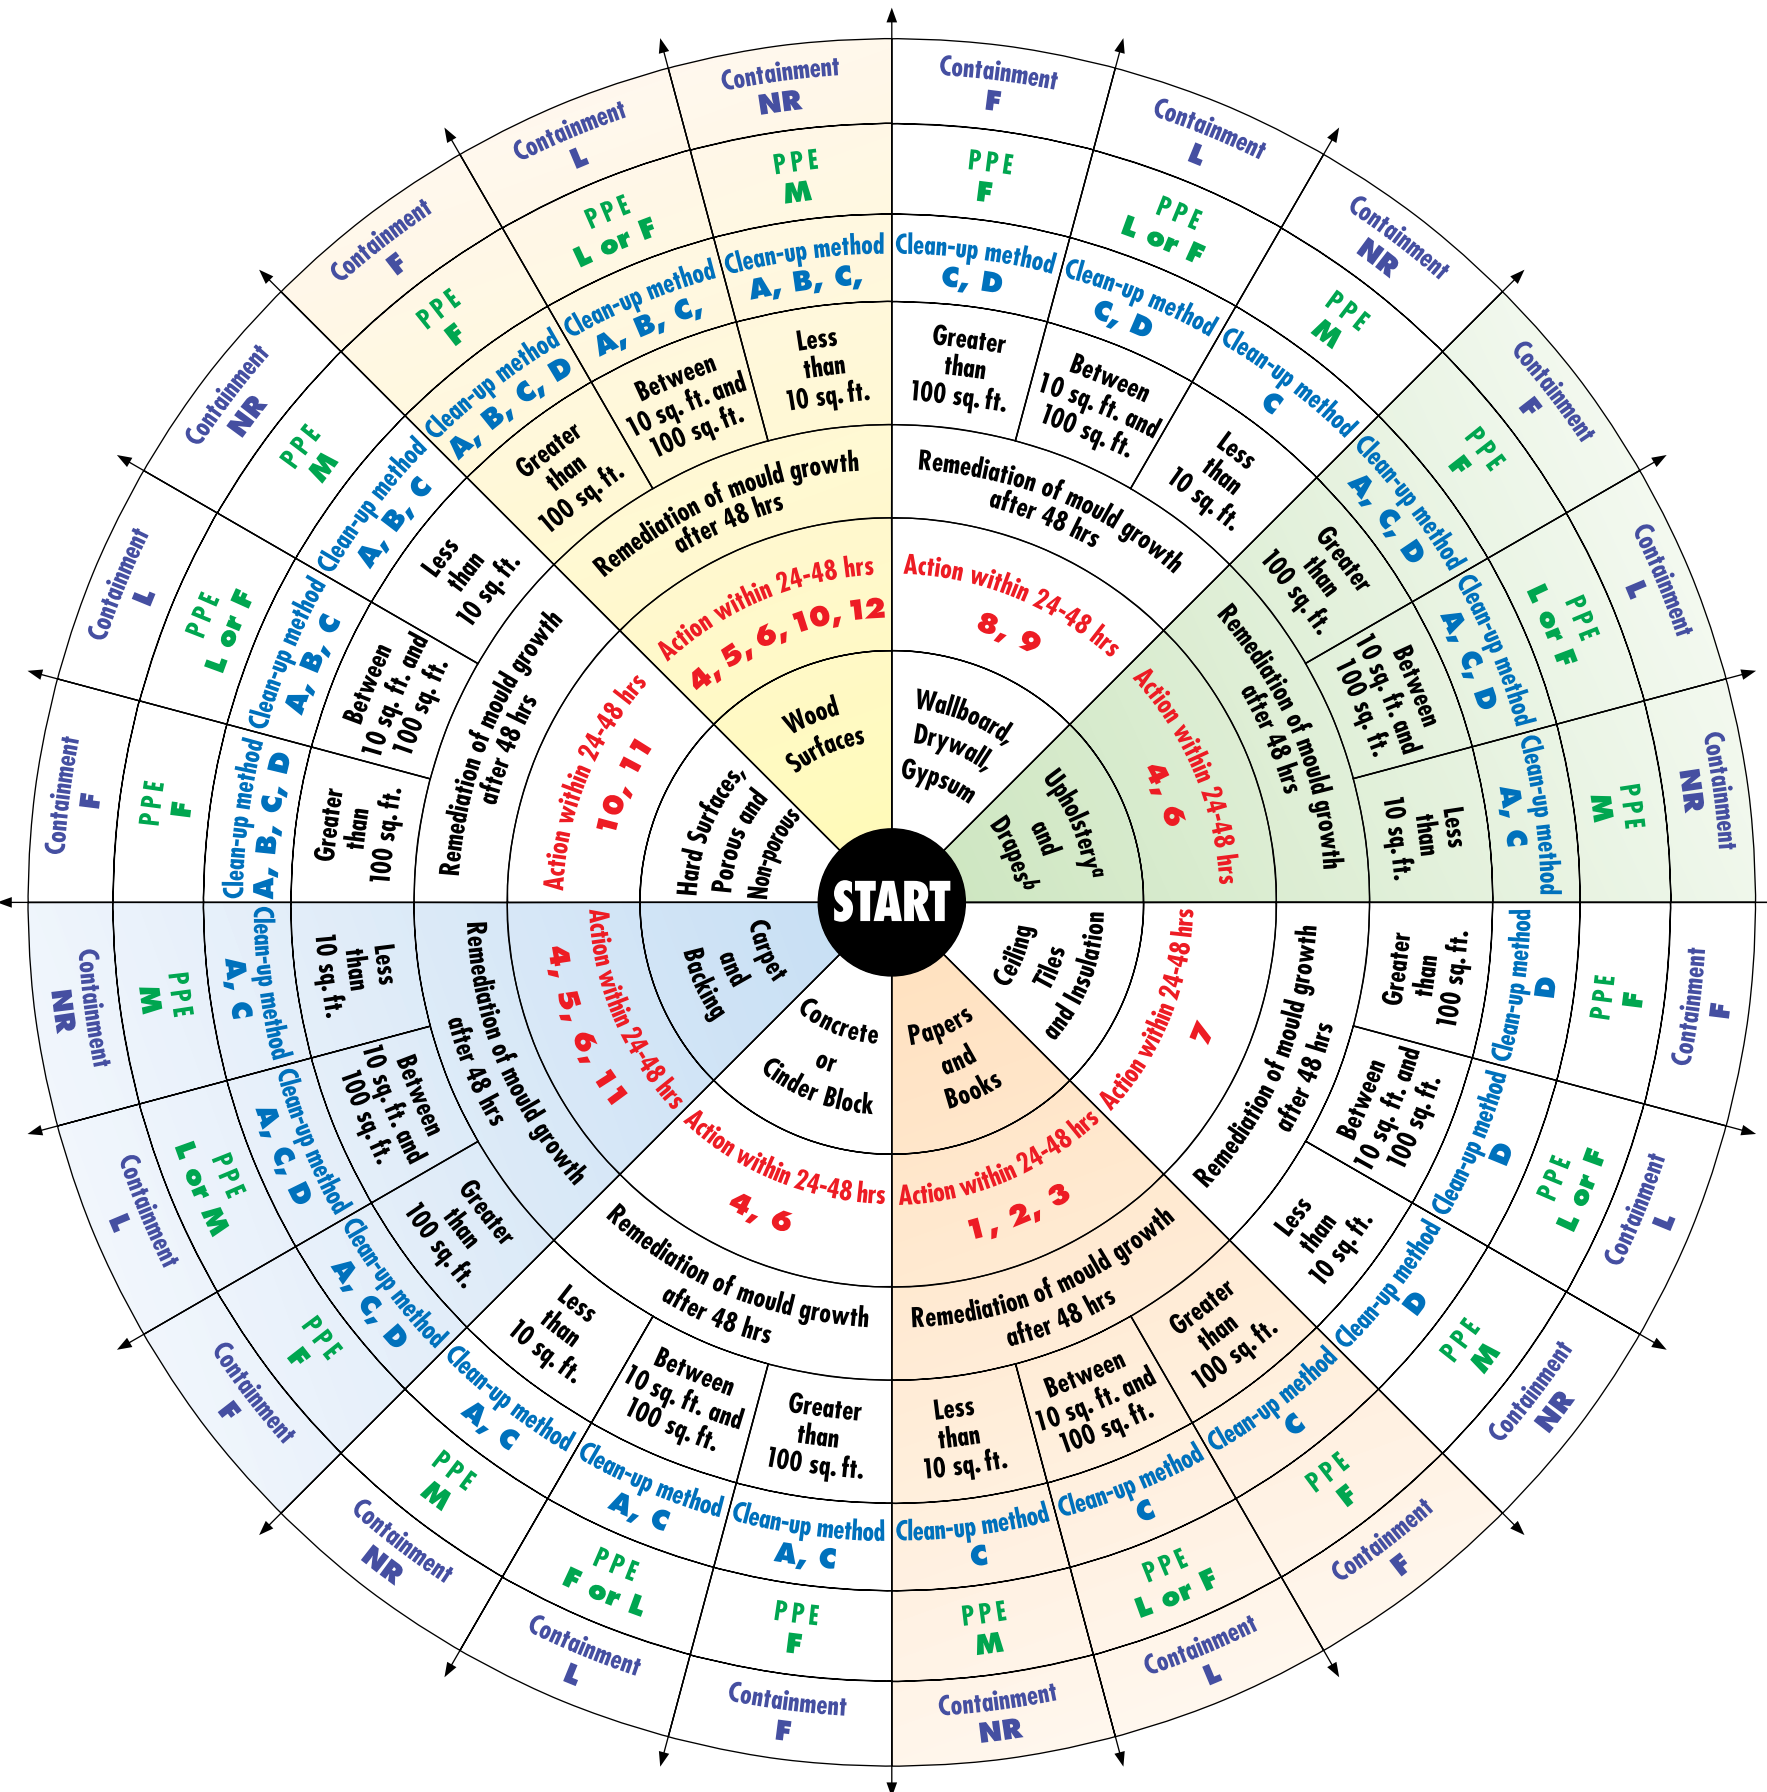 START
Wood
Surfaces
Action within 24-48 hrs
4, 5, 6, 10, 12
Remediation of mould growth
after 48 hrs
Greater
than
100 sq. ft.
Clean-up method
A, B, C, D
PPE
F
Containment
F
Between
10 sq. ft. and
100 sq. ft.
Clean-up method
A, B, C,
PPE
L or F
Containment
L
Less
than
10 sq. ft.
Clean-up method
A, B, C,
PPE
M
Containment
NR
Wallboard,
Drywall,
Gypsum
Action within 24-48 hrs
8, 9
Remediation of mould growth
after 48 hrs
Greater
than
100 sq. ft.
Clean-up method
C, D
PPE
F
Containment
F
Between
10 sq. ft. and
100 sq. ft.
Clean-up method
C, D
PPE
L or F
Containment
L
Less
than
10 sq. ft.
Clean-up method
C
PPE
M
Containment
NR
Upholsteryᵃ
and
Drapesᵇ
Action within 24-48 hrs
4, 6
Remediation of mould growth
after 48 hrs
Greater
than
100 sq. ft.
Clean-up method
A, C, D
PPE
F
Containment
F
Between
10 sq. ft. and
100 sq. ft.
Clean-up method
A, C, D
PPE
L or F
Containment
L
Less
than
10 sq. ft.
Clean-up method
A, C
PPE
M
Containment
NR
Ceiling
Tiles
and Insulation
Action within 24-48 hrs
7
Remediation of mould growth
after 48 hrs
Greater
than
100 sq. ft.
Clean-up method
D
PPE
F
Containment
F
Between
10 sq. ft. and
100 sq. ft.
Clean-up method
D
PPE
L or F
Containment
L
Less
than
10 sq. ft.
Clean-up method
D
PPE
M
Containment
NR
Papers
and
Books
Action within 24-48 hrs
1, 2, 3
Remediation of mould growth
after 48 hrs
Greater
than
100 sq. ft.
Clean-up method
C
PPE
F
Containment
F
Between
10 sq. ft. and
100 sq. ft.
Clean-up method
C
PPE
L or F
Containment
L
Less
than
10 sq. ft.
Clean-up method
C
PPE
M
Containment
NR
Concrete
or
Cinder Block
Action within 24-48 hrs
4, 6
Remediation of mould growth
after 48 hrs
Greater
than
100 sq. ft.
Clean-up method
A, C
PPE
F
Containment
F
Between
10 sq. ft. and
100 sq. ft.
Clean-up method
A, C
PPE
F or L
Containment
L
Less
than
10 sq. ft.
Clean-up method
A, C
PPE
M
Containment
NR
Carpet
and
Backing
Action within 24-48 hrs
4, 5, 6, 11
Remediation of mould growth
after 48 hrs
Greater
than
100 sq. ft.
Clean-up method
A, C, D
PPE
F
Containment
F
Between
10 sq. ft. and
100 sq. ft.
Clean-up method
A, C, D
PPE
L or M
Containment
L
Less
than
10 sq. ft.
Clean-up method
A, C
PPE
M
Containment
NR
Hard Surfaces,
Porous and
Non-porous
Action within 24-48 hrs
10, 11
Remediation of mould growth
after 48 hrs
Greater
than
100 sq. ft.
Clean-up method
A, B, C, D
PPE
F
Containment
F
Between
10 sq. ft. and
100 sq. ft.
Clean-up method
A, B, C
PPE
L or F
Containment
L
Less
than
10 sq. ft.
Clean-up method
A, B, C
PPE
M
Containment
NR